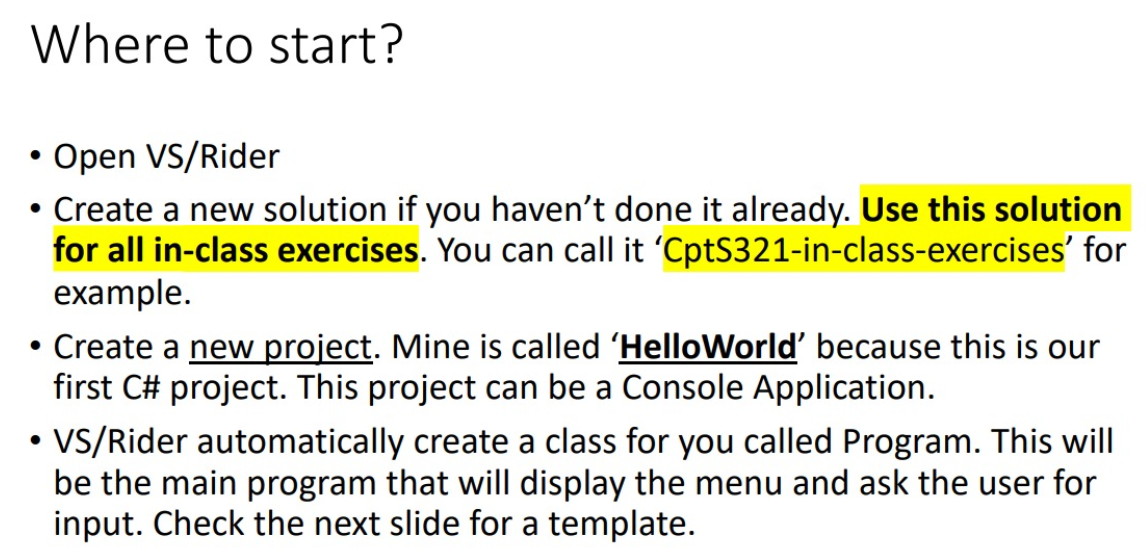 Where to start?
• Open VS/Rider
• Create a new solution if you haven’t done it already. Use this solution
for all in-class exercises. You can call it ‘CptS321-in-class-exercises’ for
example.
• Create a new project. Mine is called ‘HelloWorld’ because this is our
first C# project. This project can be a Console Application.
• VS/Rider automatically create a class for you called Program. This will
be the main program that will display the menu and ask the user for
input. Check the next slide for a template.